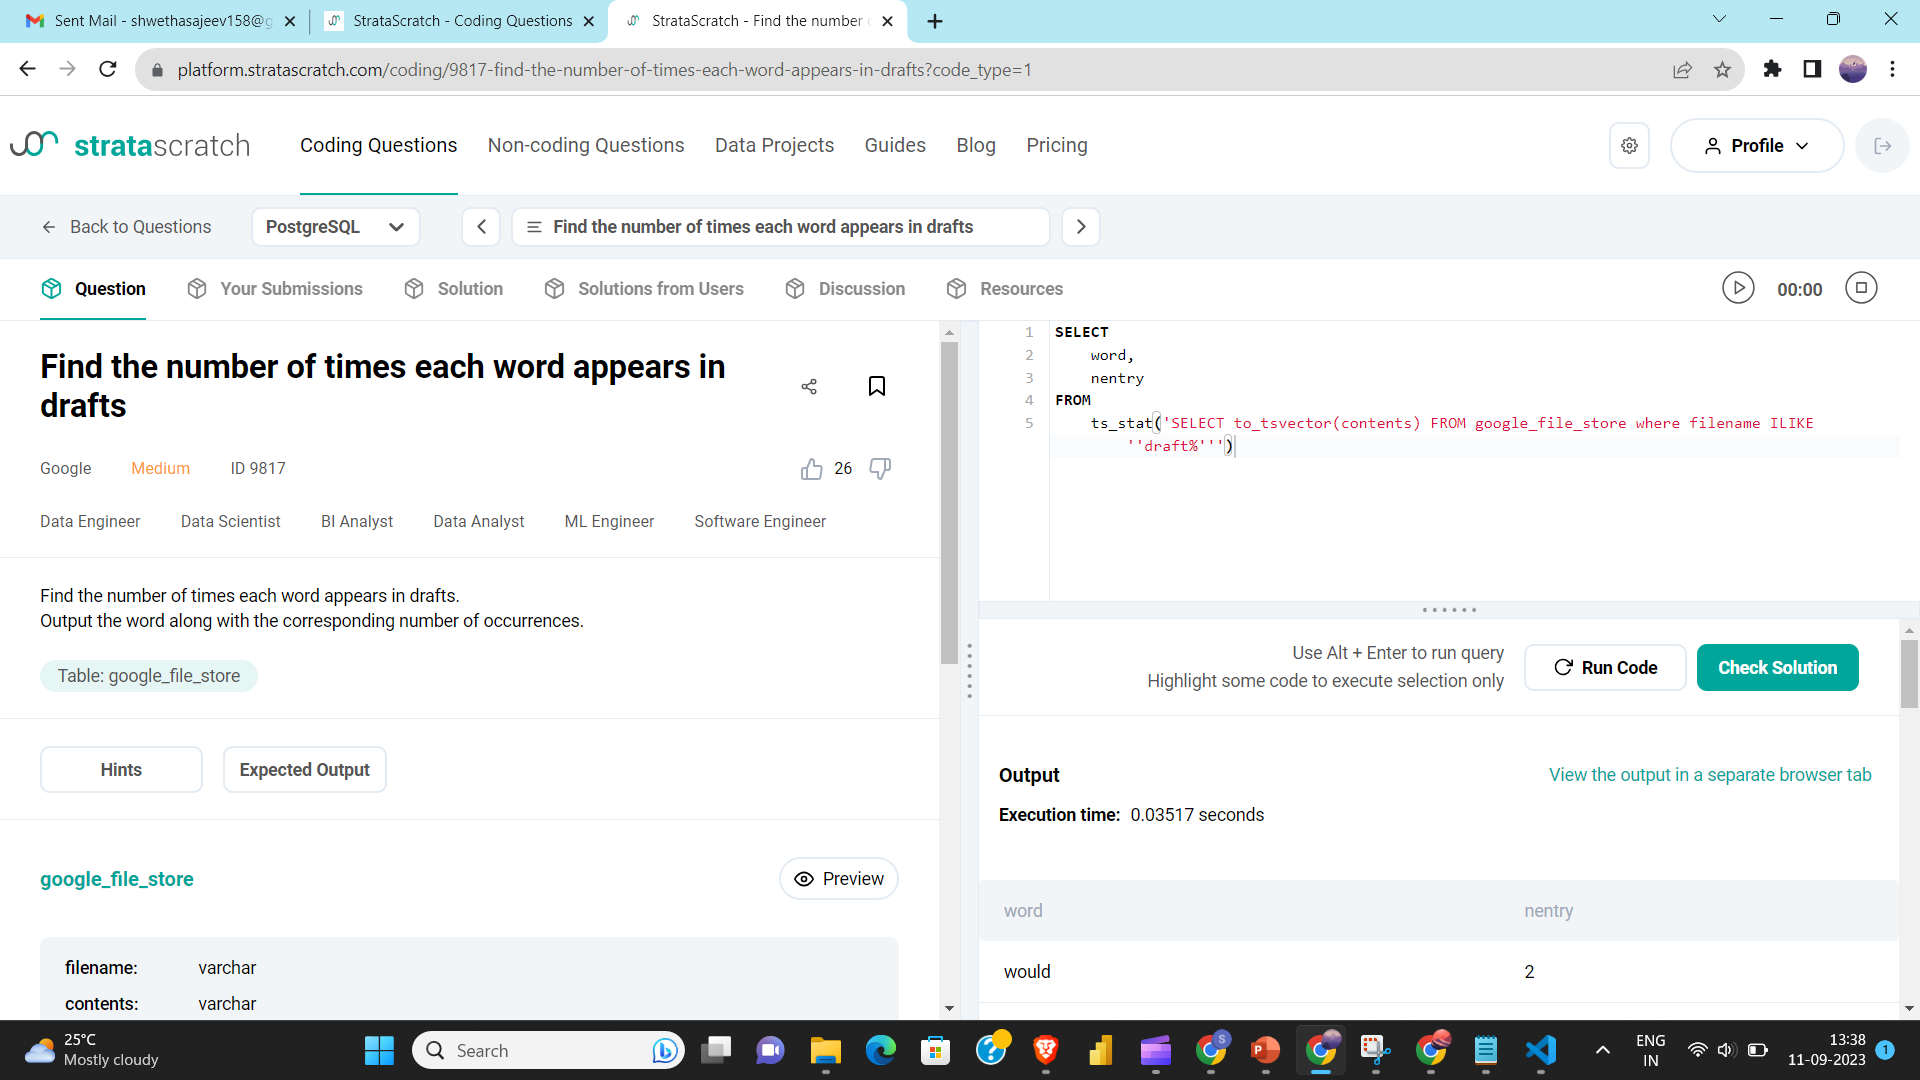 Sent Mail - shwethasajeev158@g
StrataScratch - Coding Questions
StrataScratch - Find the number
platform.stratascratch.com/coding/9817-find-the-number-of-times-each-word-appears-in-drafts?code_type=1
stratascratch
Coding Questions
Non-coding Questions
Data Projects
Guides
Blog
Pricing
Profile
Back to Questions
PostgreSQL
Find the number of times each word appears in drafts
Question
Your Submissions
Solution
Solutions from Users
Discussion
Resources
00:00
Find the number of times each word appears in
drafts
Google
Medium
ID 9817
26
Data Engineer
Data Scientist
BI Analyst
Data Analyst
ML Engineer
Software Engineer
Find the number of times each word appears in drafts.
Output the word along with the corresponding number of occurrences.
Table: google_file_store
Hints
Expected Output
google_file_store
Preview
filename: varchar
contents: varchar
1 SELECT
2 word,
3 nentry
4 FROM
5 ts_stat('SELECT to_tsvector(contents) FROM google_file_store where filename ILIKE
''draft%''')
Use Alt + Enter to run query
Highlight some code to execute selection only
Run Code
Check Solution
Output
View the output in a separate browser tab
Execution time: 0.03517 seconds
word nentry
would 2
25°C
Mostly cloudy
Search
S
P
ENG
IN
13:38
11-09-2023
1